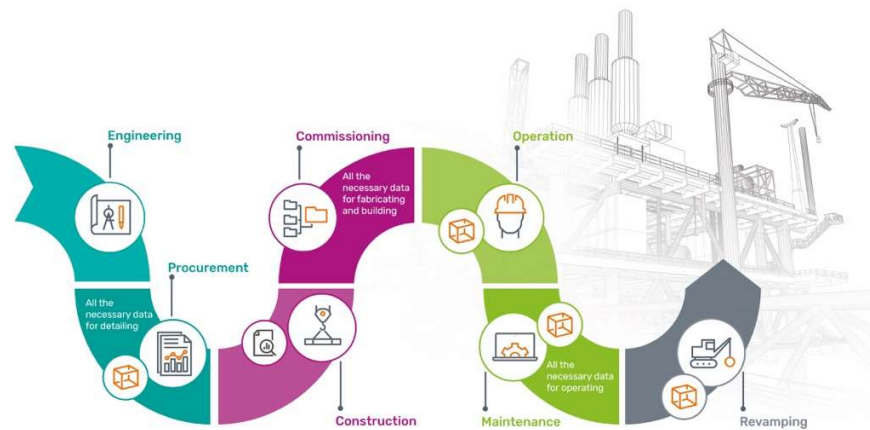 Engineering
Procurement
All the
necessary data
for detailing
Commissioning
All the
necessary data
for fabricating
and building
Construction
Operation
Maintenance
All the
necessary data
for operating
Revamping